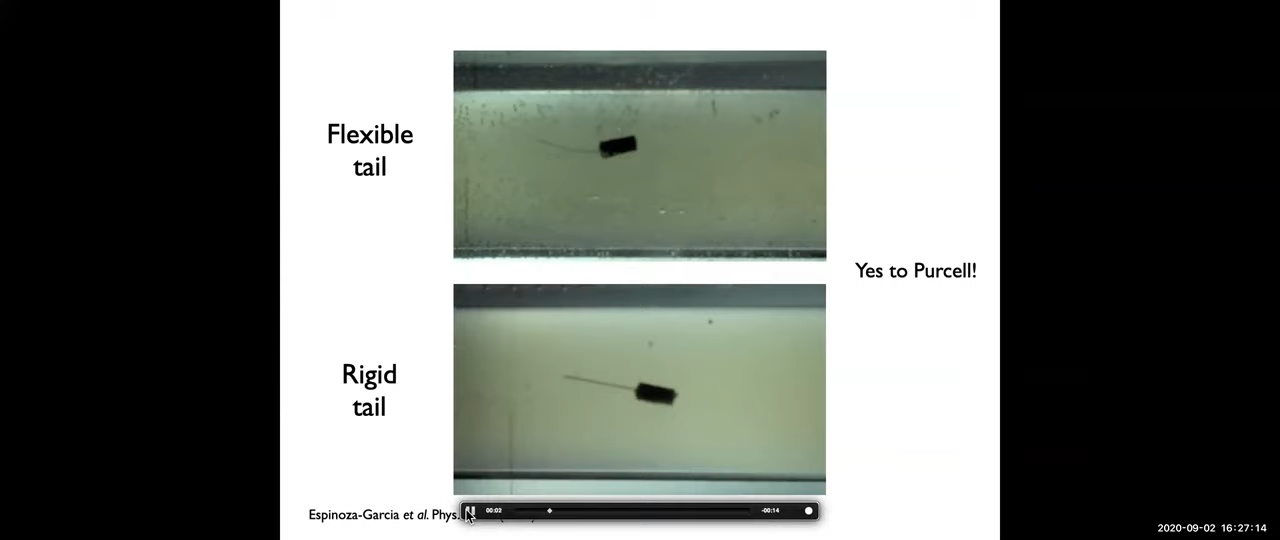 Flexible
tail
Yes to Purcell!
Rigid
tail
Espinoza-Garcia et al. Phys.
00:02
-00:14
2020-09-02 16:27:14